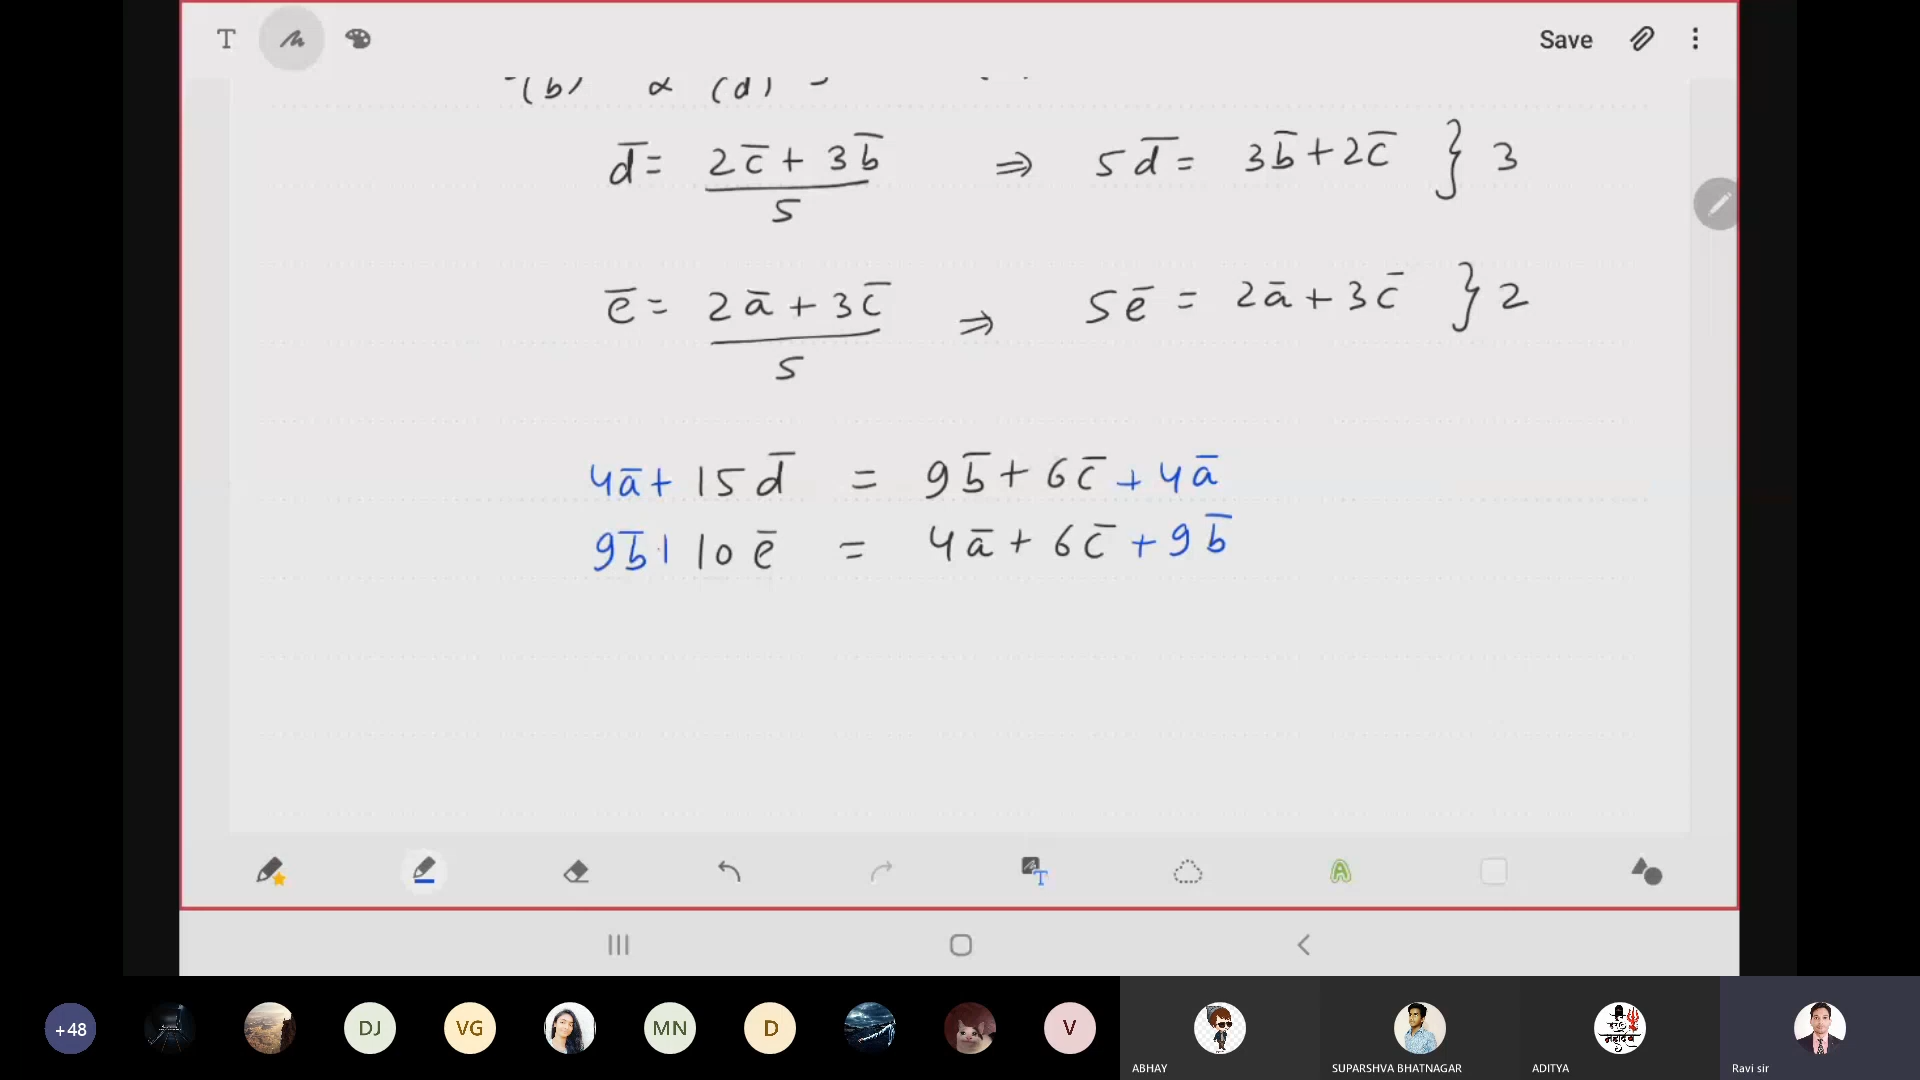 T Save
(b) α (d)
d̄ = 2c̄ + 3b̄ ⇒ 5d̄ = 3b̄ + 2c̄ } 3
5
ē = 2ā + 3c̄ ⇒ 5ē = 2ā + 3c̄ } 2
5
4ā + 15d̄ = 9b̄ + 6c̄ + 4ā
9b̄ | 10ē = 4ā + 6c̄ + 9b̄
T A
+48 DJ VG MN D V
ABHAY SUPARSHVA BHATNAGAR ADITYA Ravi sir